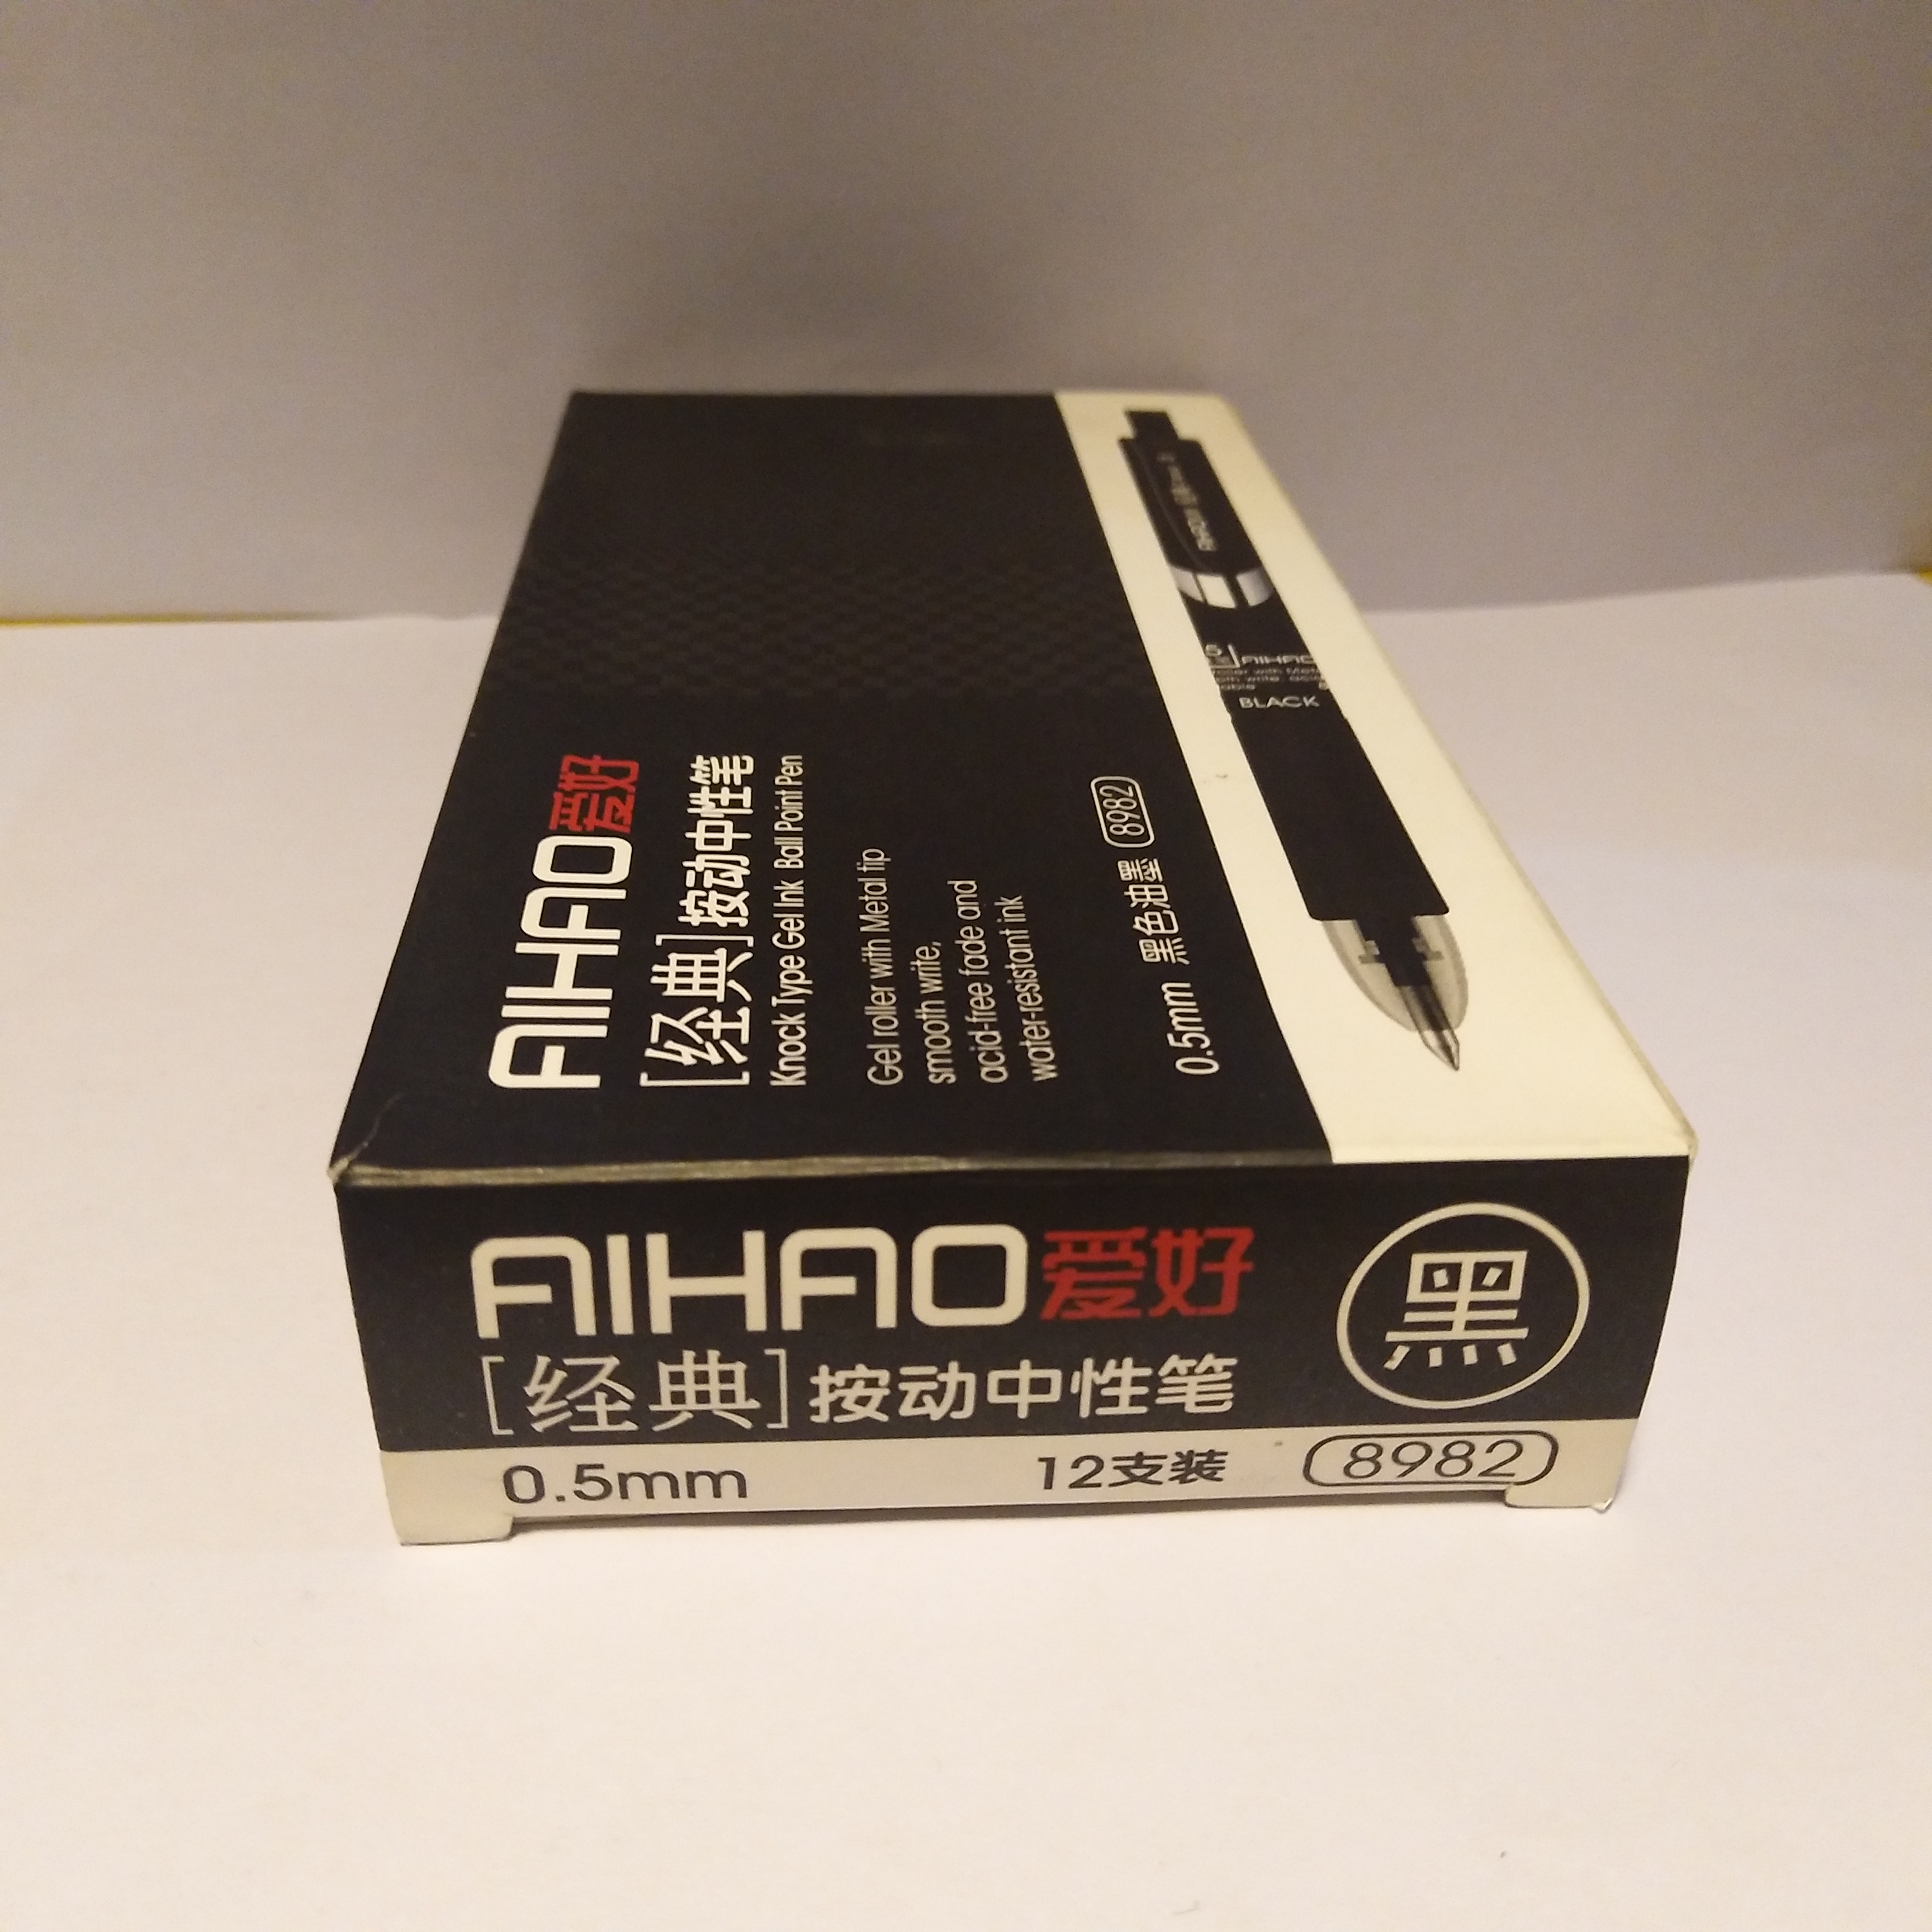 AIHAO爱好
[经典]按动中性笔
Knock Type Gel Ink Ball Point Pen
Gel roller with Metal tip
smooth write,
acid-free fade and
water-resistant ink
0.5mm 黑色油墨 8982
5 AIHAO
BLACK
AIHAO爱好
[经典]按动中性笔
黑
0.5mm 12支装 8982